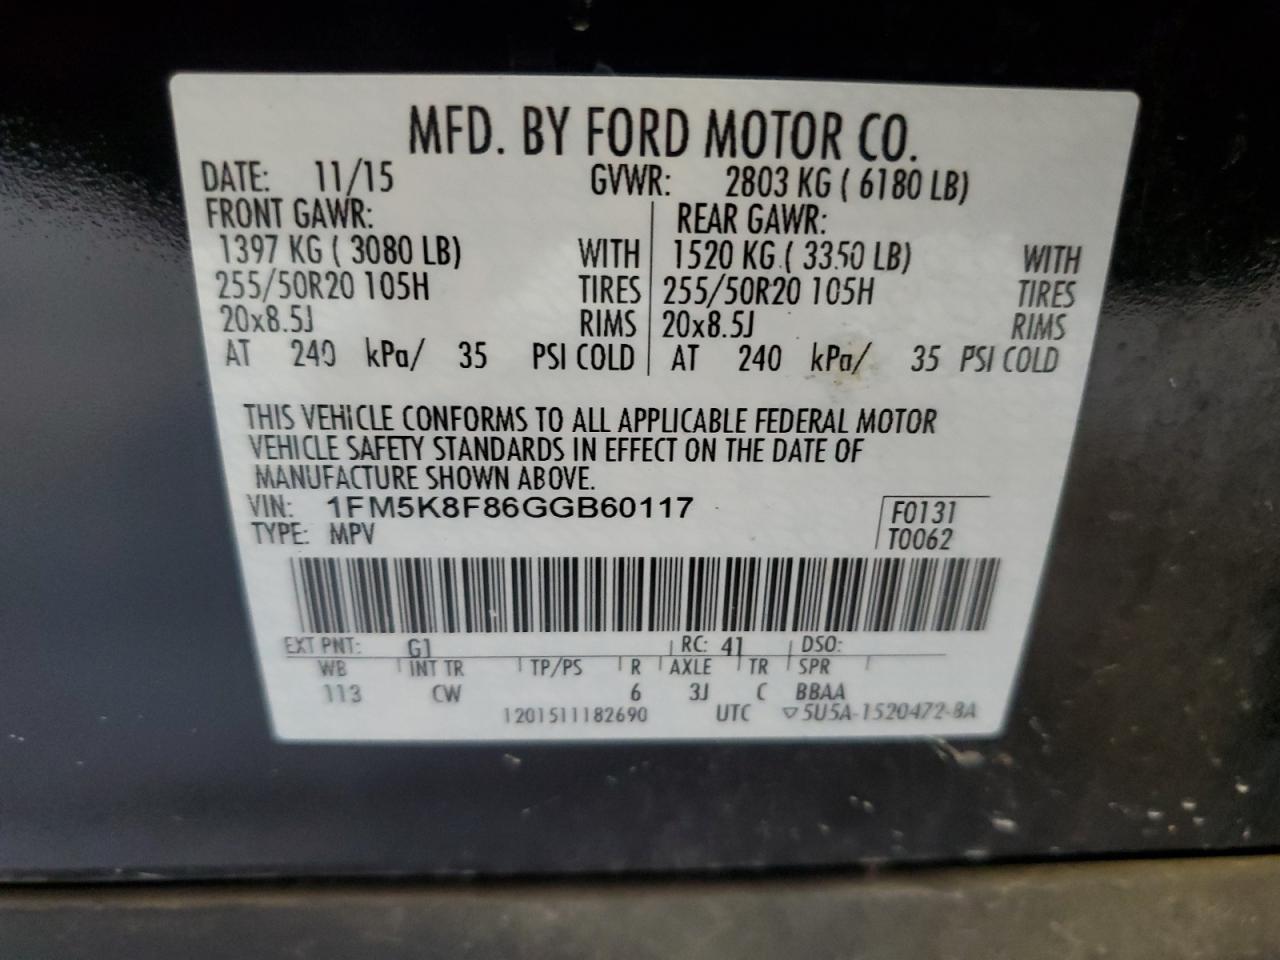 MFD. BY FORD MOTOR CO.
DATE: 11/15 GVWR: 2803 KG ( 6180 LB)
FRONT GAWR: REAR GAWR:
1397 KG ( 3080 LB) WITH 1520 KG ( 3350 LB) WITH
255/50R20 105H TIRES 255/50R20 105H TIRES
20x8.5J RIMS 20x8.5J RIMS
AT 240 kPa/ 35 PSI COLD AT 240 kPa/ 35 PSI COLD
THIS VEHICLE CONFORMS TO ALL APPLICABLE FEDERAL MOTOR
VEHICLE SAFETY STANDARDS IN EFFECT ON THE DATE OF
MANUFACTURE SHOWN ABOVE.
VIN: 1FM5K8F86GGB60117 F0131
TYPE: MPV T0062
EXT PNT: G1 RC: 41 DSO:
WB INT TR TP/PS R AXLE TR SPR
113 CW 6 3J C BBAA
1201511182690 UTC ▽5U5A-1520472-BA